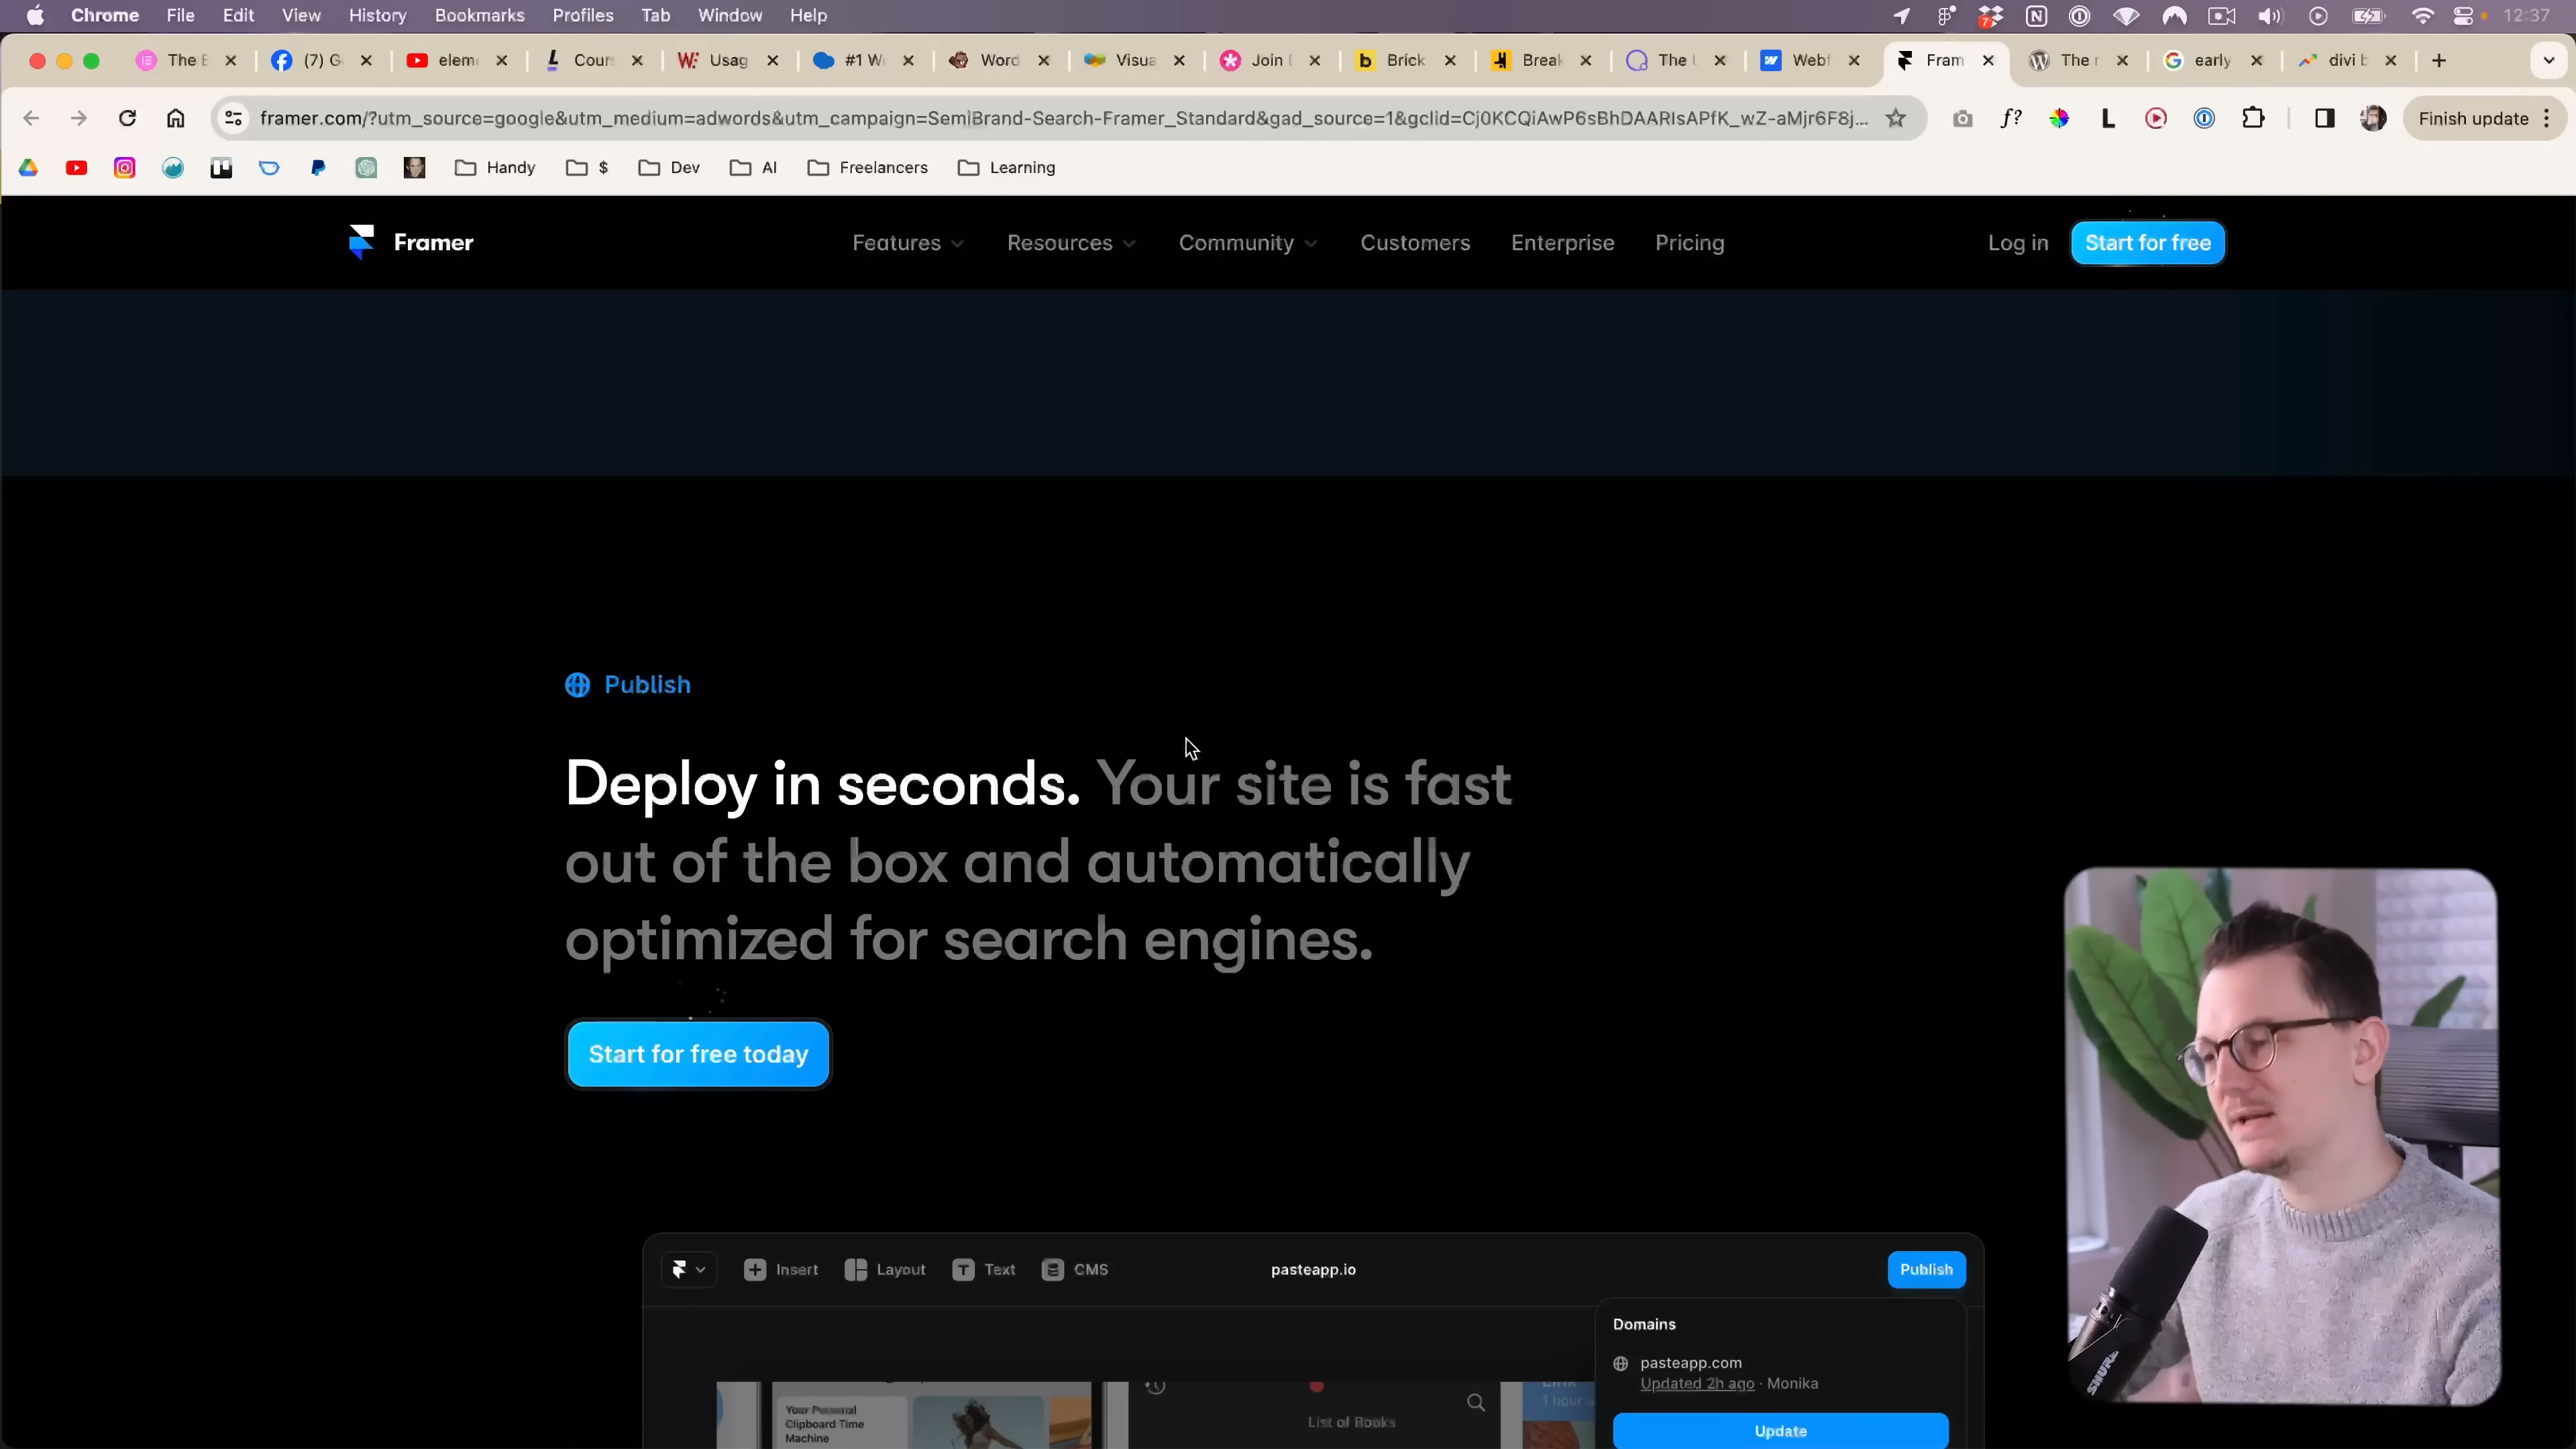 Chrome File Edit View History Bookmarks Profiles Tab Window Help 12:37
The E (7) G elem Cours Usag #1 W Word Visua Join Brick Break The Webf Fram The r early divi b
framer.com/?utm_source=google&utm_medium=adwords&utm_campaign=SemiBrand-Search-Framer_Standard&gad_source=1&gclid=Cj0KCQiAwP6sBhDAARIsAPfK_wZ-aMjr6F8j... Finish update
Handy $ Dev AI Freelancers Learning
Framer Features Resources Community Customers Enterprise Pricing Log in Start for free
Publish
Deploy in seconds. Your site is fast
out of the box and automatically
optimized for search engines.
Start for free today
Insert Layout Text CMS pasteapp.io Publish
Domains
pasteapp.com
Updated 2h ago · Monika
Update
Your Personal
Clipboard Time
Machine
List of Books
1 hour a
SHURE